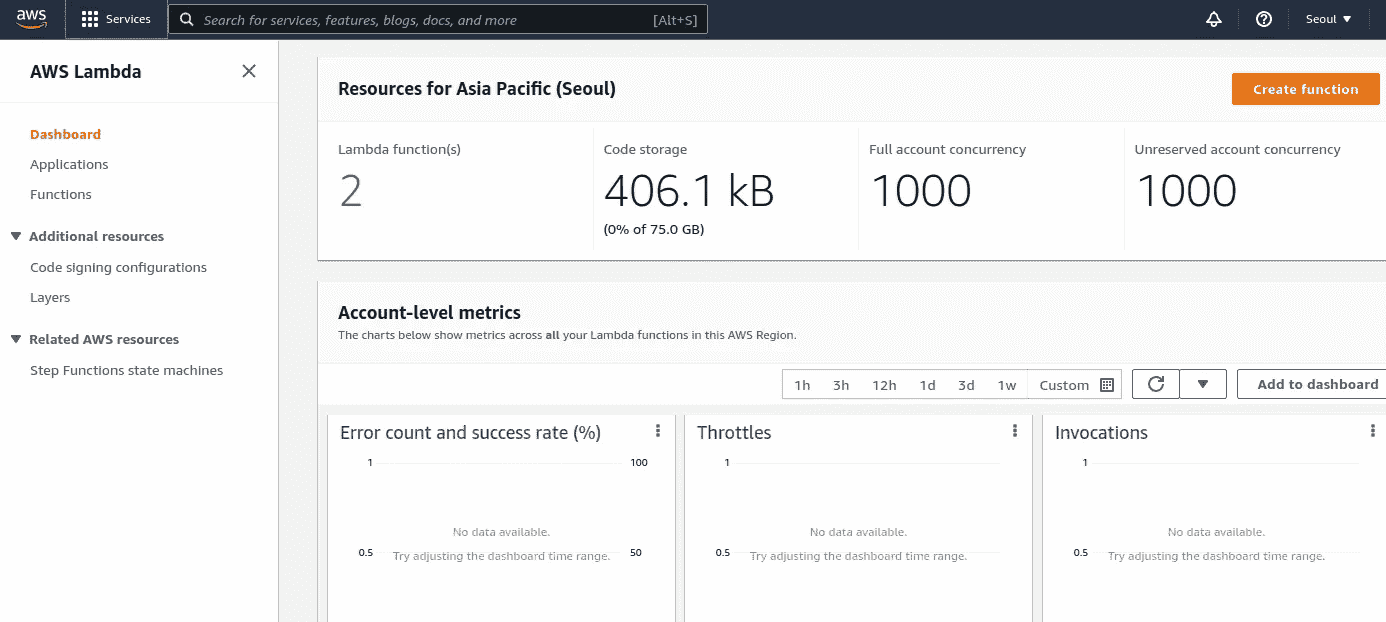 aws
Services
Search for services, features, blogs, docs, and more [Alt+S]
Seoul
AWS Lambda
Dashboard
Applications
Functions
Additional resources
Code signing configurations
Layers
Related AWS resources
Step Functions state machines
Resources for Asia Pacific (Seoul)
Create function
Lambda function(s)
2
Code storage
406.1 kB
(0% of 75.0 GB)
Full account concurrency
1000
Unreserved account concurrency
1000
Account-level metrics
The charts below show metrics across all your Lambda functions in this AWS Region.
1h 3h 12h 1d 3d 1w Custom
Add to dashboard
Error count and success rate (%)
1 100
No data available.
0.5 Try adjusting the dashboard time range. 50
Throttles
1
No data available.
0.5 Try adjusting the dashboard time range.
Invocations
1
No data available.
0.5 Try adjusting the dashboard time range.